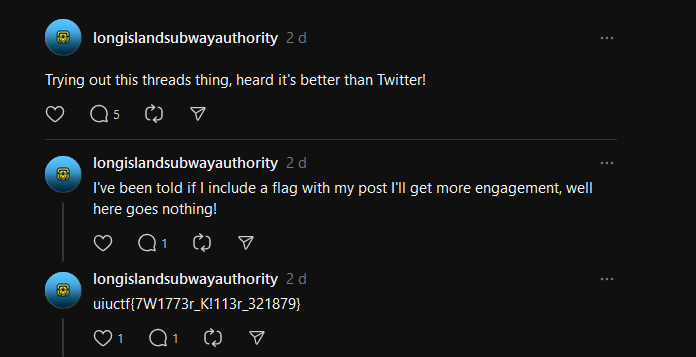 longislandsubwayauthority 2 d
Trying out this threads thing, heard it's better than Twitter!
5
longislandsubwayauthority 2 d
I've been told if I include a flag with my post I'll get more engagement, well
here goes nothing!
1
longislandsubwayauthority 2 d
uiuctf{7W1773r_K!113r_321879}
1 1